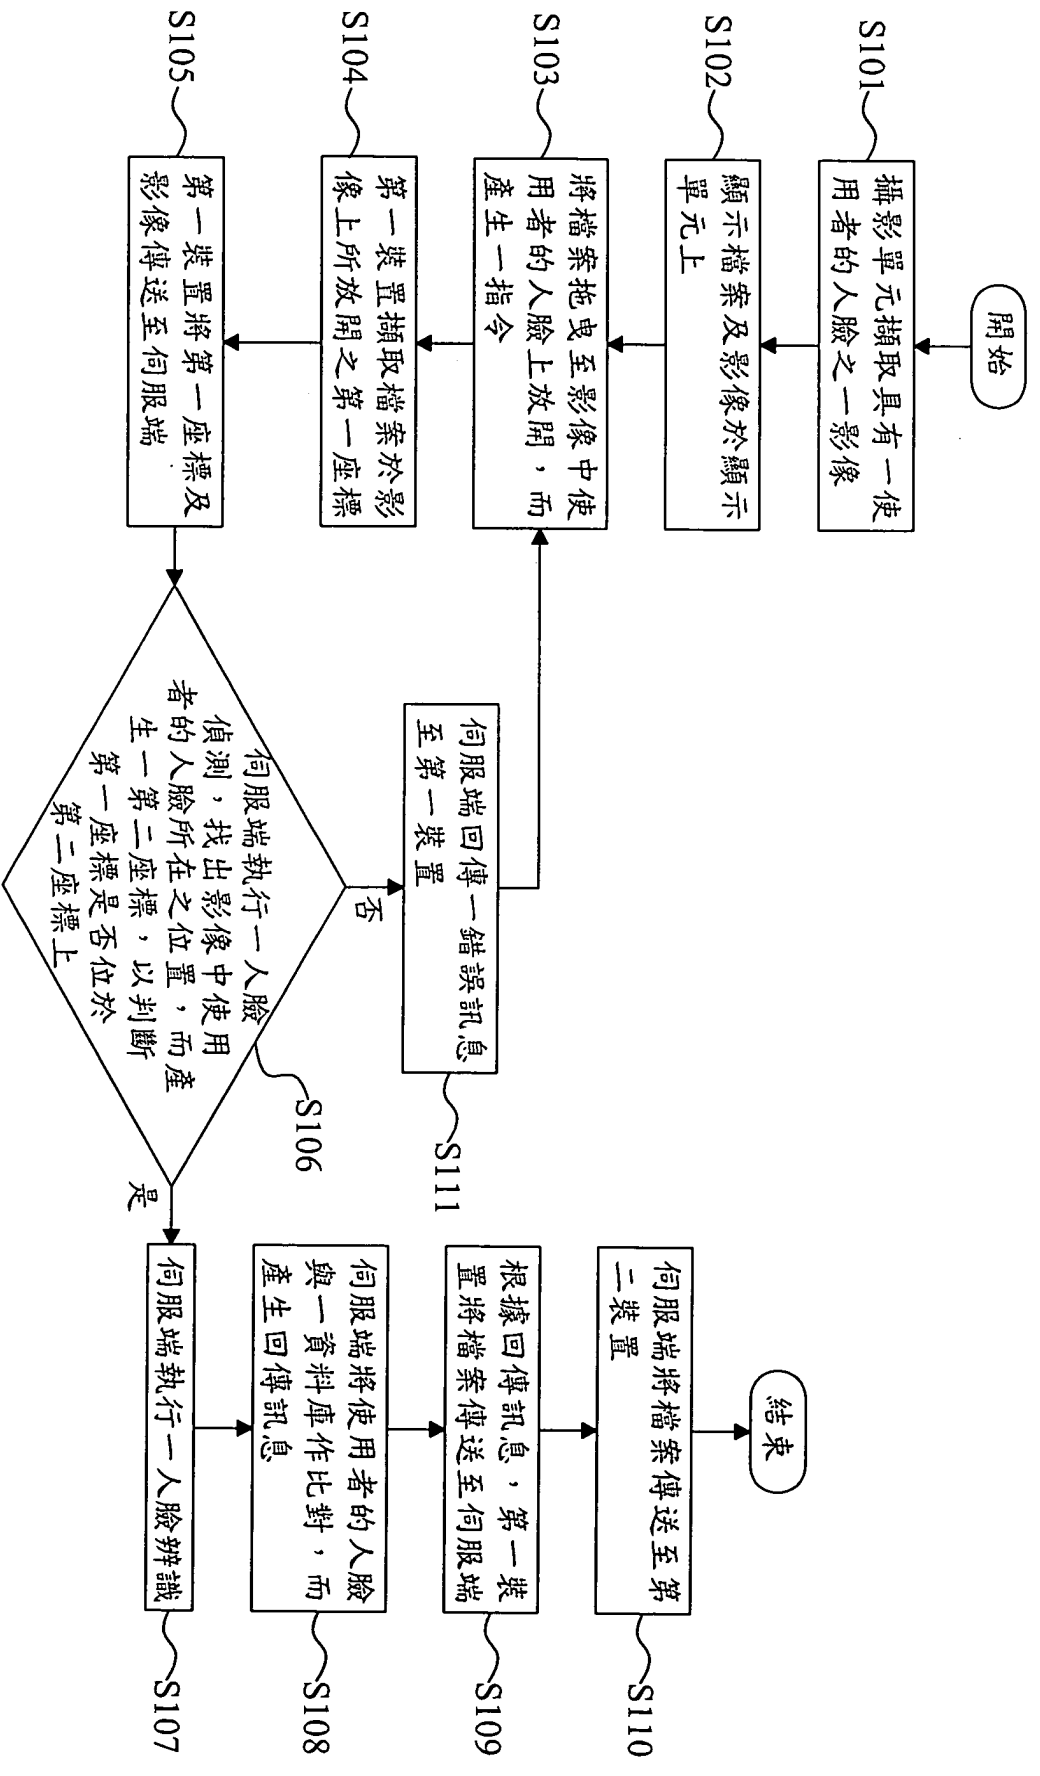 開始
S101
攝影單元擷取具有一使
用者的人臉之一影像
S102
顯示檔案及影像於顯示
單元上
S103
將檔案拖曳至影像中使
用者的人臉上放開，而
產生一指令
S104
第一裝置擷取檔案於影
像上所放開之第一座標
S105
第一裝置將第一座標及
影像傳送至伺服端
伺服端執行一人臉
偵測，找出影像中使用
者的人臉所在之位置，而產
生一第二座標，以判斷
第一座標是否位於
第二座標上
S106
否
伺服端回傳一錯誤訊息
至第一裝置
S111
是
伺服端執行一人臉辨識
S107
伺服端將使用者的人臉
與一資料庫作比對，而
產生回傳訊息
S108
根據回傳訊息，第一裝
置將檔案傳送至伺服端
S109
伺服端將檔案傳送至第
二裝置
S110
結束